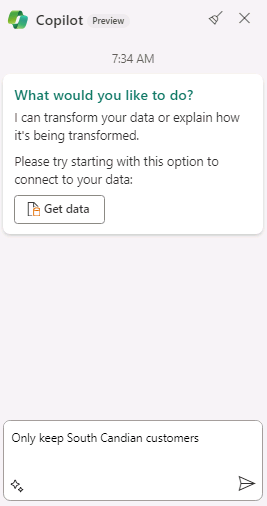 Copilot Preview
7:34 AM
What would you like to do?
I can transform your data or explain how
it's being transformed.
Please try starting with this option to
connect to your data:
Get data
Only keep South Candian customers